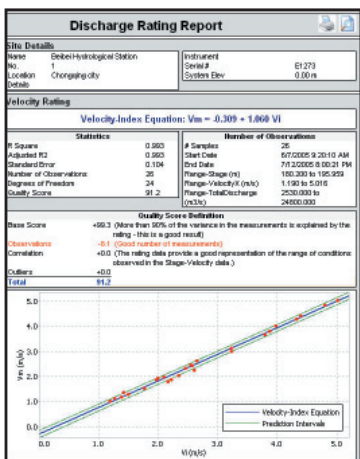 Discharge Rating Report
Site Details
Name Beibei Hydrological Station
No. 1
Location Chongqing city
Details
Instrument
Serial # E1273
System Elev 0.00 m
Velocity Rating
Velocity-Index Equation: Vm = -0.309 + 1.060 Vi
Statistics
R Square 0.993
Adjusted R2 0.993
Standard Error 0.104
Number of Observations 26
Degrees of Freedom 24
Quality Score 91.2
Number of Observations
# Samples 26
Start Date 6/7/2005 9:20:10 AM
End Date 7/12/2005 8:00:21 PM
Range-Stage (m) 180.200 to 195.959
Range-VelocityX (m/s) 1.190 to 5.016
Range-TotalDischarge 2530.000 to
(m3/s) 24600.000
Quality Score Definition
Base Score +99.3 (More than 90% of the variance in the measurements is explained by the
rating - this is a good result)
Observations -8.1 (Good number of measurements)
Correlation +0.0 (The rating data provide a good representation of the range of conditions
observed in the Stage-Velocity data.)
Outliers +0.0
Total 91.2
5.0
4.0
3.0
2.0
1.0
0.0
Vm (m/s)
Velocity-Index Equation
Prediction Intervals
0.0 1.0 2.0 3.0 4.0 5.0
Vi (m/s)